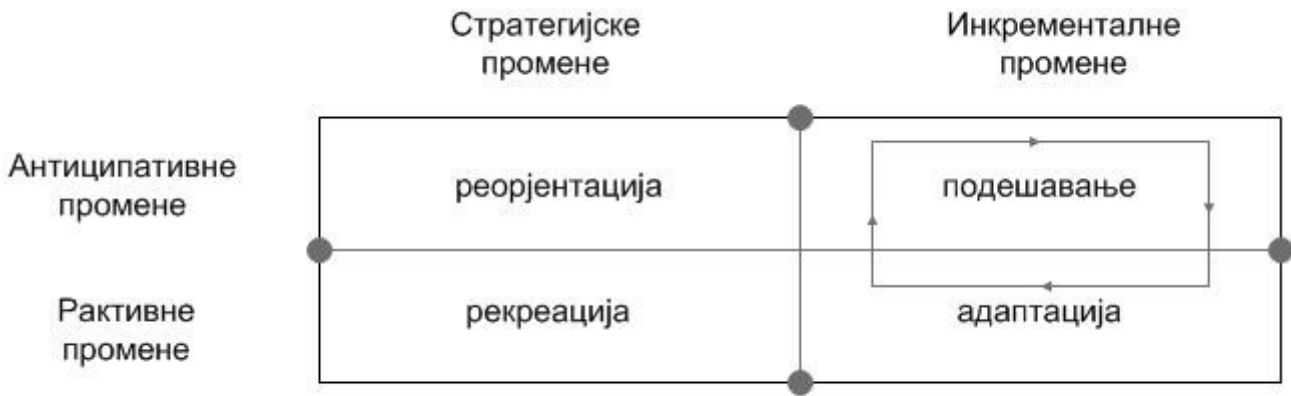 Стратегијске
промене
Инкременталне
промене
Антиципативне
промене
реорјентација
подешавање
Рактивне
промене
рекреација
адаптација